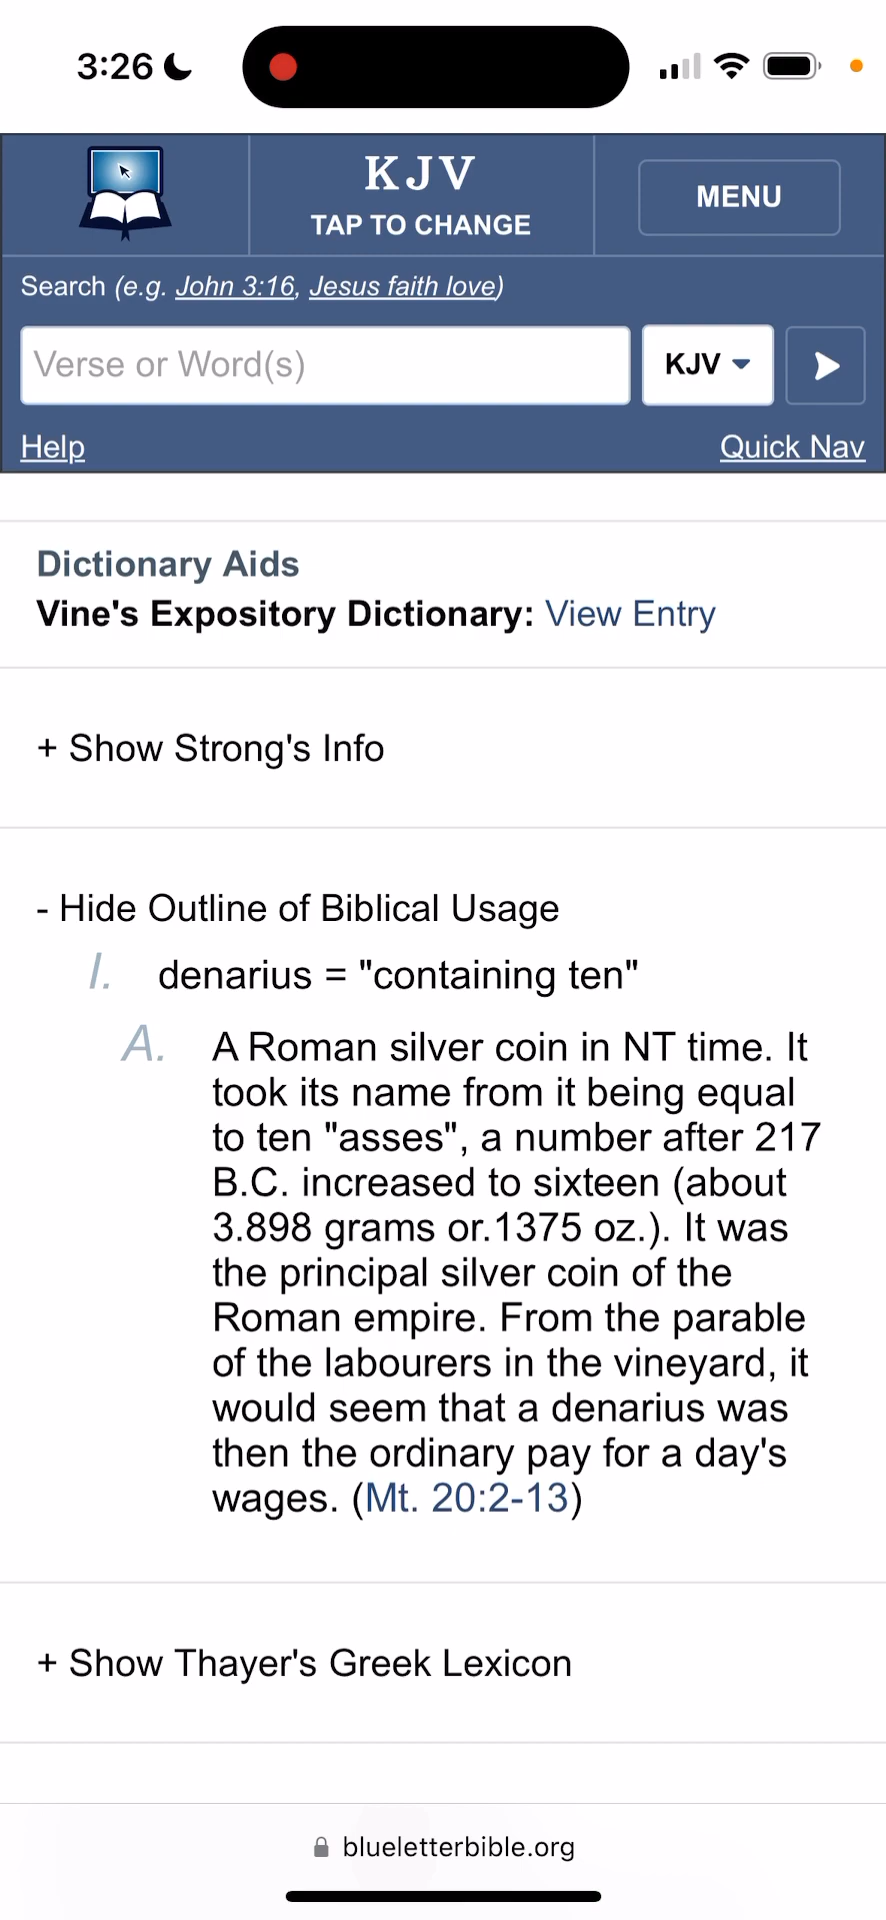 3:26
KJV
TAP TO CHANGE
MENU
Search (e.g. John 3:16, Jesus faith love)
Verse or Word(s)
KJV
Help
Quick Nav
Dictionary Aids
Vine's Expository Dictionary: View Entry
+ Show Strong's Info
- Hide Outline of Biblical Usage
I. denarius = "containing ten"
A. A Roman silver coin in NT time. It
took its name from it being equal
to ten "asses", a number after 217
B.C. increased to sixteen (about
3.898 grams or.1375 oz.). It was
the principal silver coin of the
Roman empire. From the parable
of the labourers in the vineyard, it
would seem that a denarius was
then the ordinary pay for a day's
wages. (Mt. 20:2-13)
+ Show Thayer's Greek Lexicon
blueletterbible.org